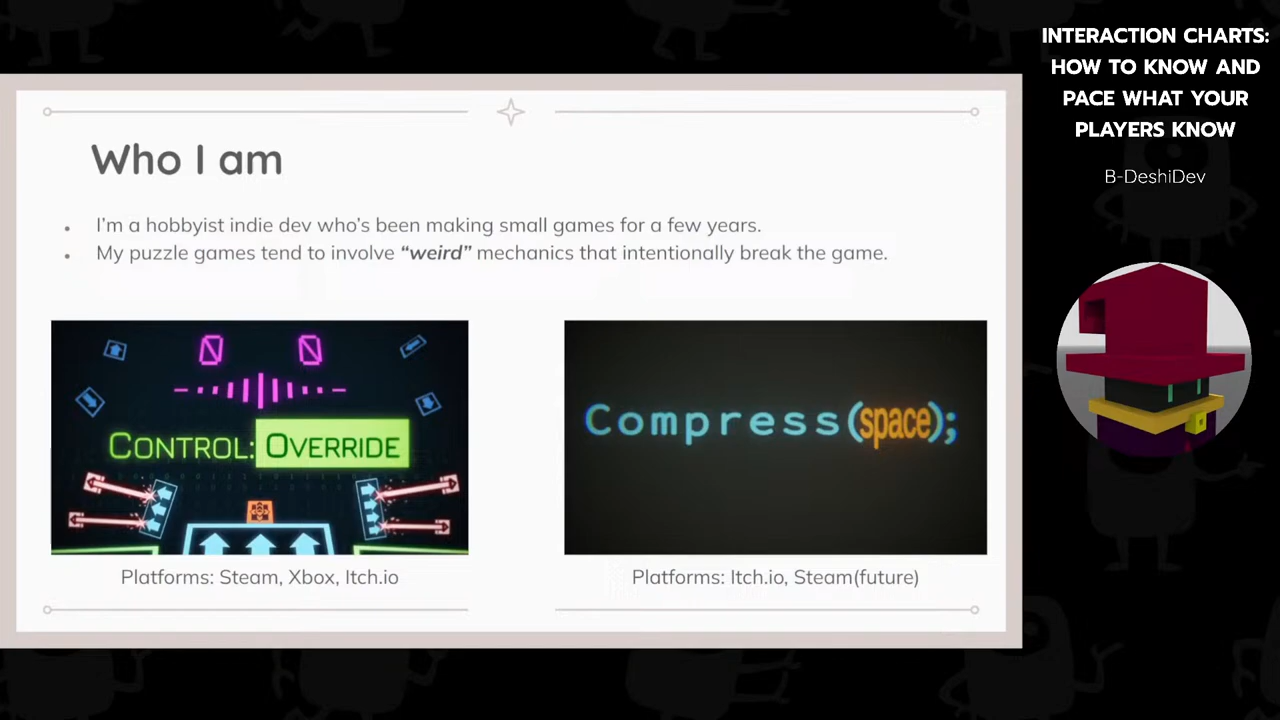 INTERACTION CHARTS:
HOW TO KNOW AND
PACE WHAT YOUR
PLAYERS KNOW
B-DeshiDev
Who I am
• I'm a hobbyist indie dev who's been making small games for a few years.
• My puzzle games tend to involve “weird” mechanics that intentionally break the game.
0 0
CONTROL: OVERRIDE
Platforms: Steam, Xbox, Itch.io
Compress(space);
Platforms: Itch.io, Steam(future)